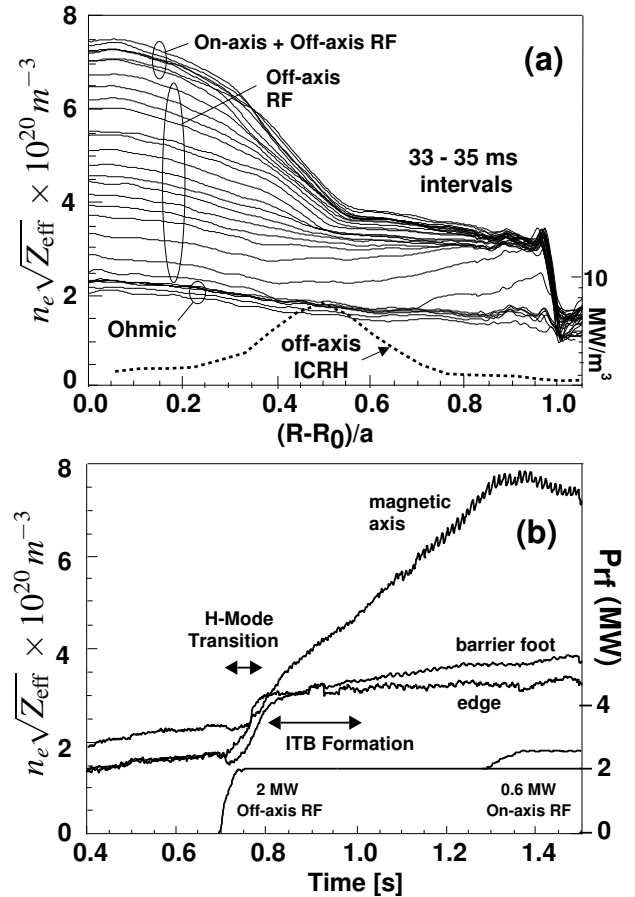 8
On-axis + Off-axis RF
(a)
Off-axis
RF
6
33 - 35 ms
intervals
n_e √Z_eff × 10^20 m^−3
4
10
2
Ohmic
off-axis
ICRH
MW/m³
0
0.0 0.2 0.4 0.6 0.8 1.0
(R-R₀)/a
8
magnetic
axis
(b)
6
H-Mode
Transition
n_e √Z_eff × 10^20 m^−3
Prf (MW)
4
barrier foot
edge
4
ITB Formation
2
2 MW
Off-axis RF
0.6 MW
On-axis RF
2
0
0
0.4 0.6 0.8 1.0 1.2 1.4
Time [s]